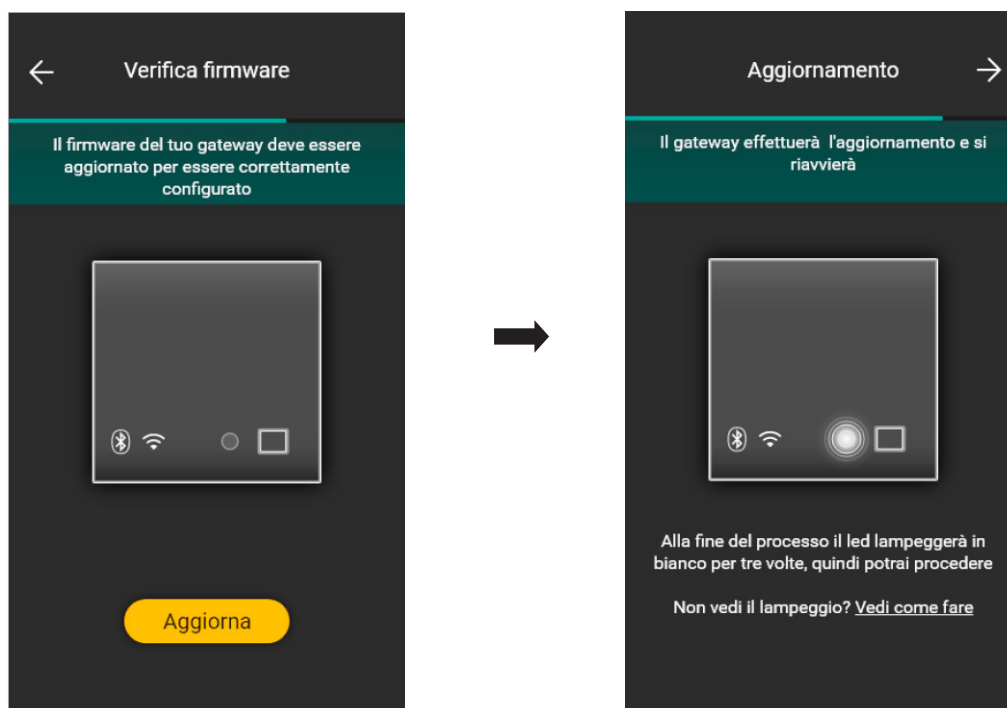 Verifica firmware
Il firmware del tuo gateway deve essere
aggiornato per essere correttamente
configurato
Aggiorna
Aggiornamento
Il gateway effettuerà l'aggiornamento e si
riavvierà
Alla fine del processo il led lampeggerà in
bianco per tre volte, quindi potrai procedere
Non vedi il lampeggio? Vedi come fare